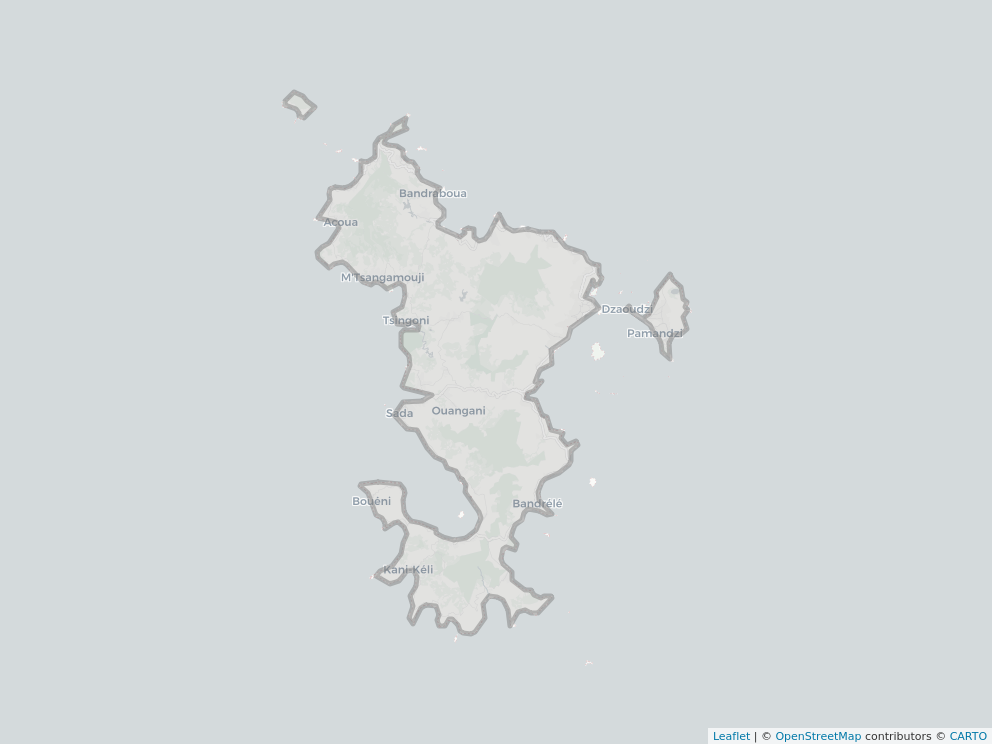 Bandraboua
Acoua
M'Tsangamouji
Tsingoni
Dzaoudzi
Pamandzi
Sada
Ouangani
Bouéni
Bandrélé
Kani-Kéli
Leaflet | © OpenStreetMap contributors © CARTO